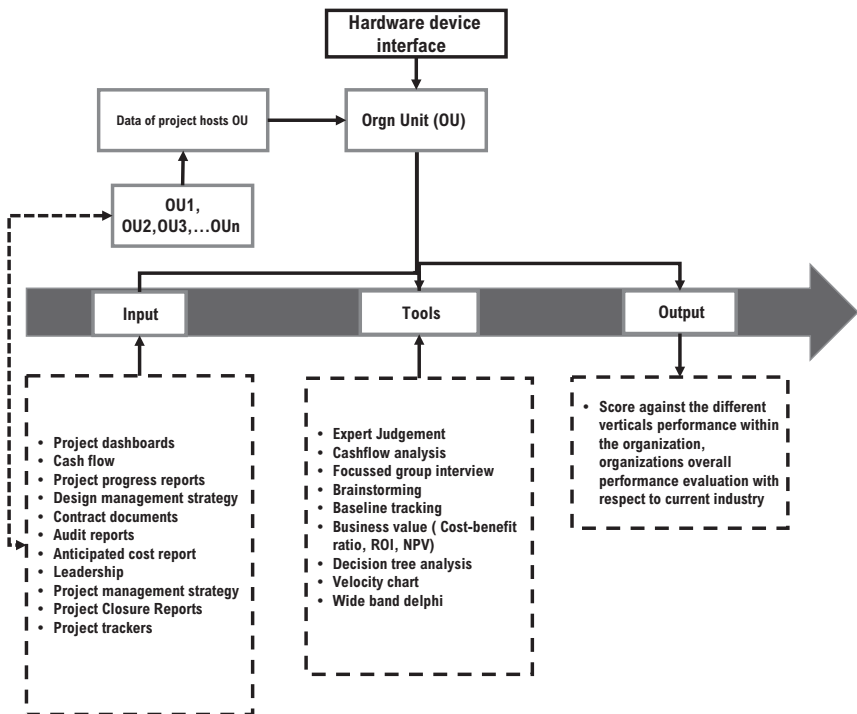 Hardware device
interface
Data of project hosts OU
Orgn Unit (OU)
OU1,
OU2,OU3,...OUn
Input
Tools
Output
• Project dashboards
• Cash flow
• Project progress reports
• Design management strategy
• Contract documents
• Audit reports
• Anticipated cost report
• Leadership
• Project management strategy
• Project Closure Reports
• Project trackers
• Expert Judgement
• Cashflow analysis
• Focussed group interview
• Brainstorming
• Baseline tracking
• Business value ( Cost-benefit
ratio, ROI, NPV)
• Decision tree analysis
• Velocity chart
• Wide band delphi
• Score against the different
verticals performance within
the organization,
organizations overall
performance evaluation with
respect to current industry